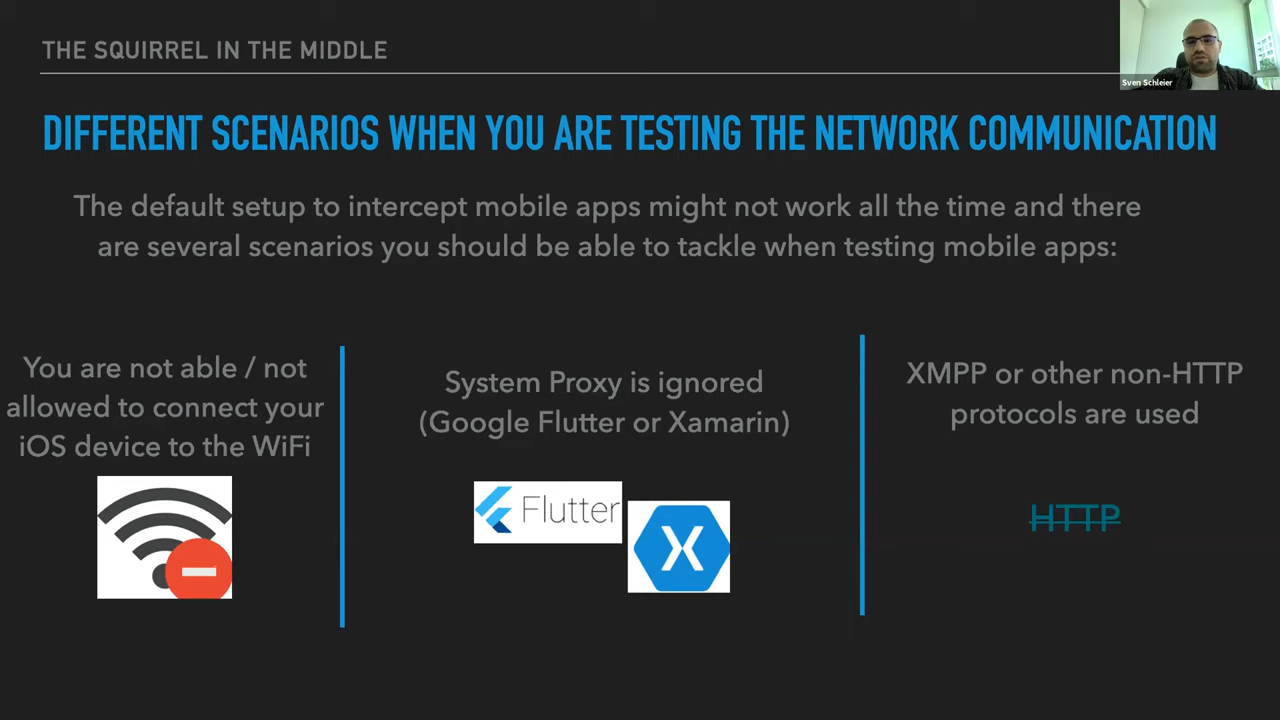 THE SQUIRREL IN THE MIDDLE
Sven Schleier
DIFFERENT SCENARIOS WHEN YOU ARE TESTING THE NETWORK COMMUNICATION
The default setup to intercept mobile apps might not work all the time and there
are several scenarios you should be able to tackle when testing mobile apps:
You are not able / not
allowed to connect your
iOS device to the WiFi
System Proxy is ignored
(Google Flutter or Xamarin)
Flutter
X
XMPP or other non-HTTP
protocols are used
HTTP